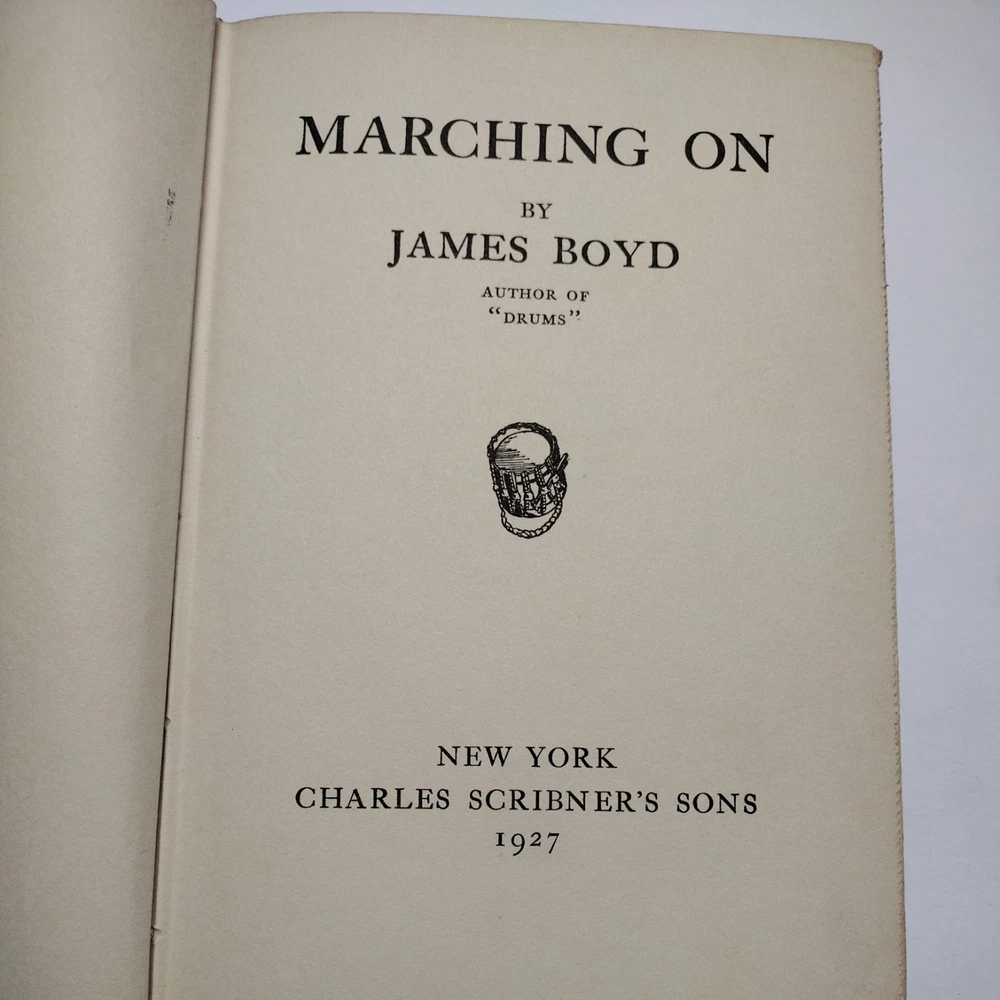 MARCHING ON
BY
JAMES BOYD
AUTHOR OF
“DRUMS”
NEW YORK
CHARLES SCRIBNER'S SONS
1927